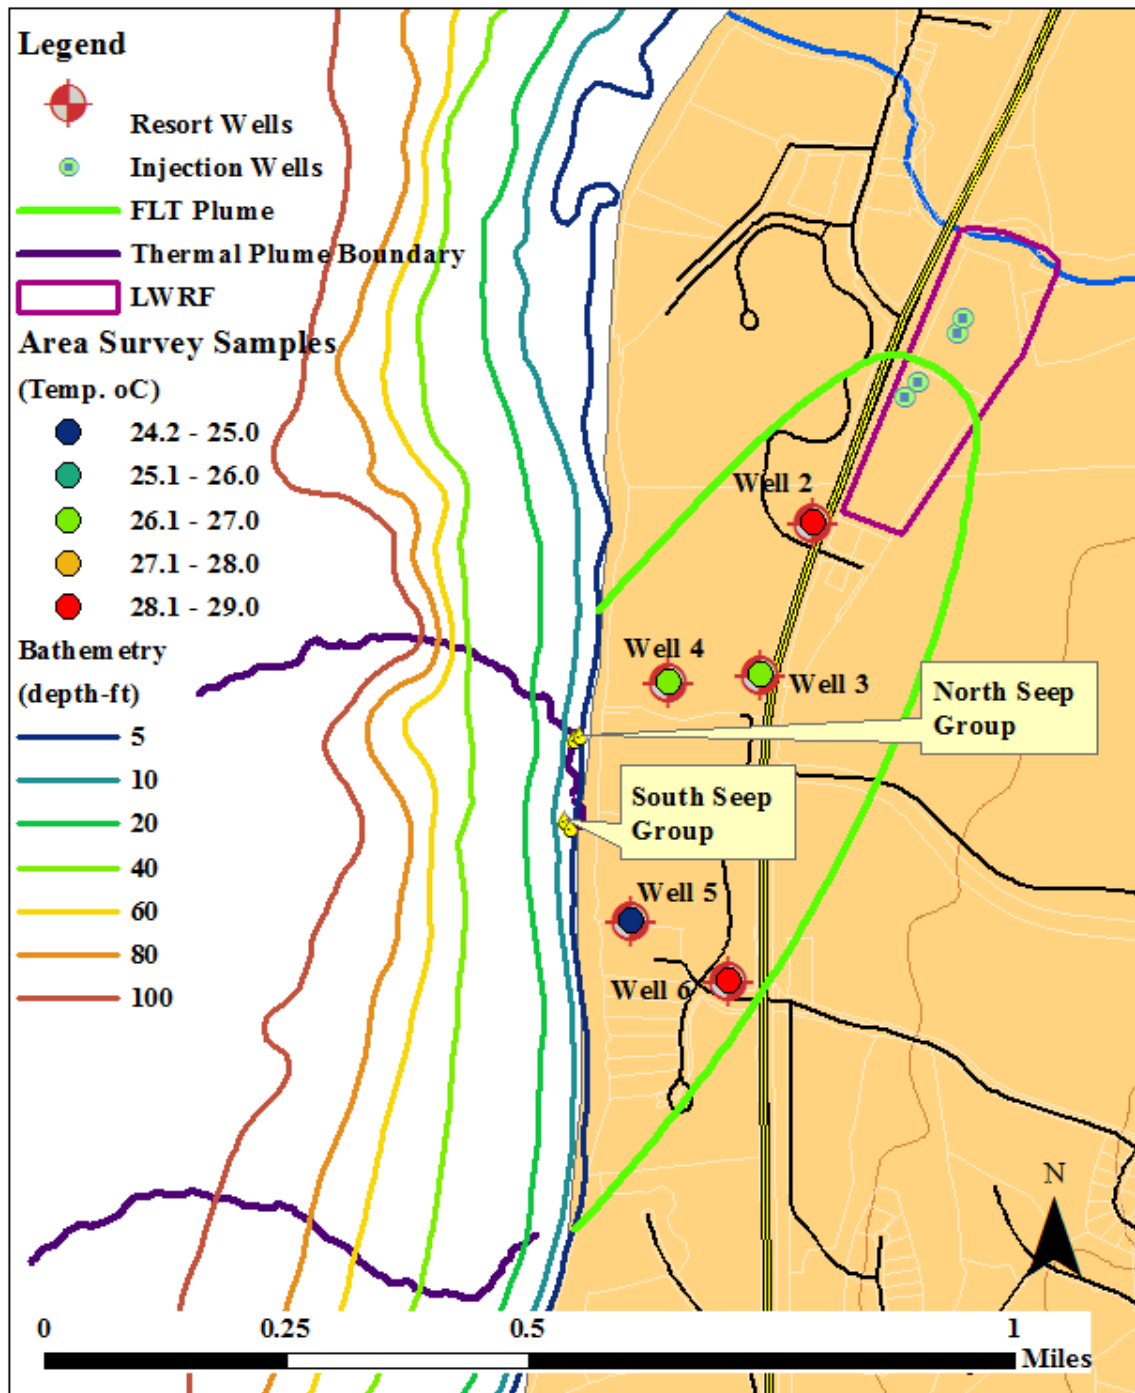 Legend
Resort Wells
Injection Wells
FLT Plume
Thermal Plume Boundary
LWRF
Area Survey Samples
(Temp. oC)
24.2 - 25.0
25.1 - 26.0
26.1 - 27.0
27.1 - 28.0
28.1 - 29.0
Bathemetry
(depth-ft)
5
10
20
40
60
80
100
Well 2
Well 4
Well 3
North Seep
Group
South Seep
Group
Well 5
Well 6
N
0 0.25 0.5 1
Miles